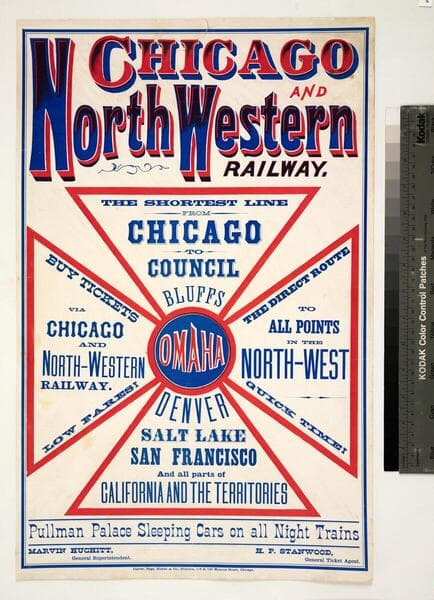 CHICAGO
AND
North Western
RAILWAY.
THE SHORTEST LINE
FROM
CHICAGO
TO
COUNCIL
BLUFFS
BUY TICKETS
VIA
CHICAGO
AND
NORTH-WESTERN
RAILWAY.
LOW FARES!
OMAHA
THE DIRECT ROUTE
TO
ALL POINTS
IN THE
NORTH-WEST
QUICK TIME!
DENVER
SALT LAKE
SAN FRANCISCO
And all parts of
CALIFORNIA AND THE TERRITORIES
Pullman Palace Sleeping Cars on all Night Trains
MARVIN HUGHITT,
General Superintendent.
H. P. STANWOOD,
General Ticket Agent.
Chicago.
Kodak
KODAK Color Control Patches